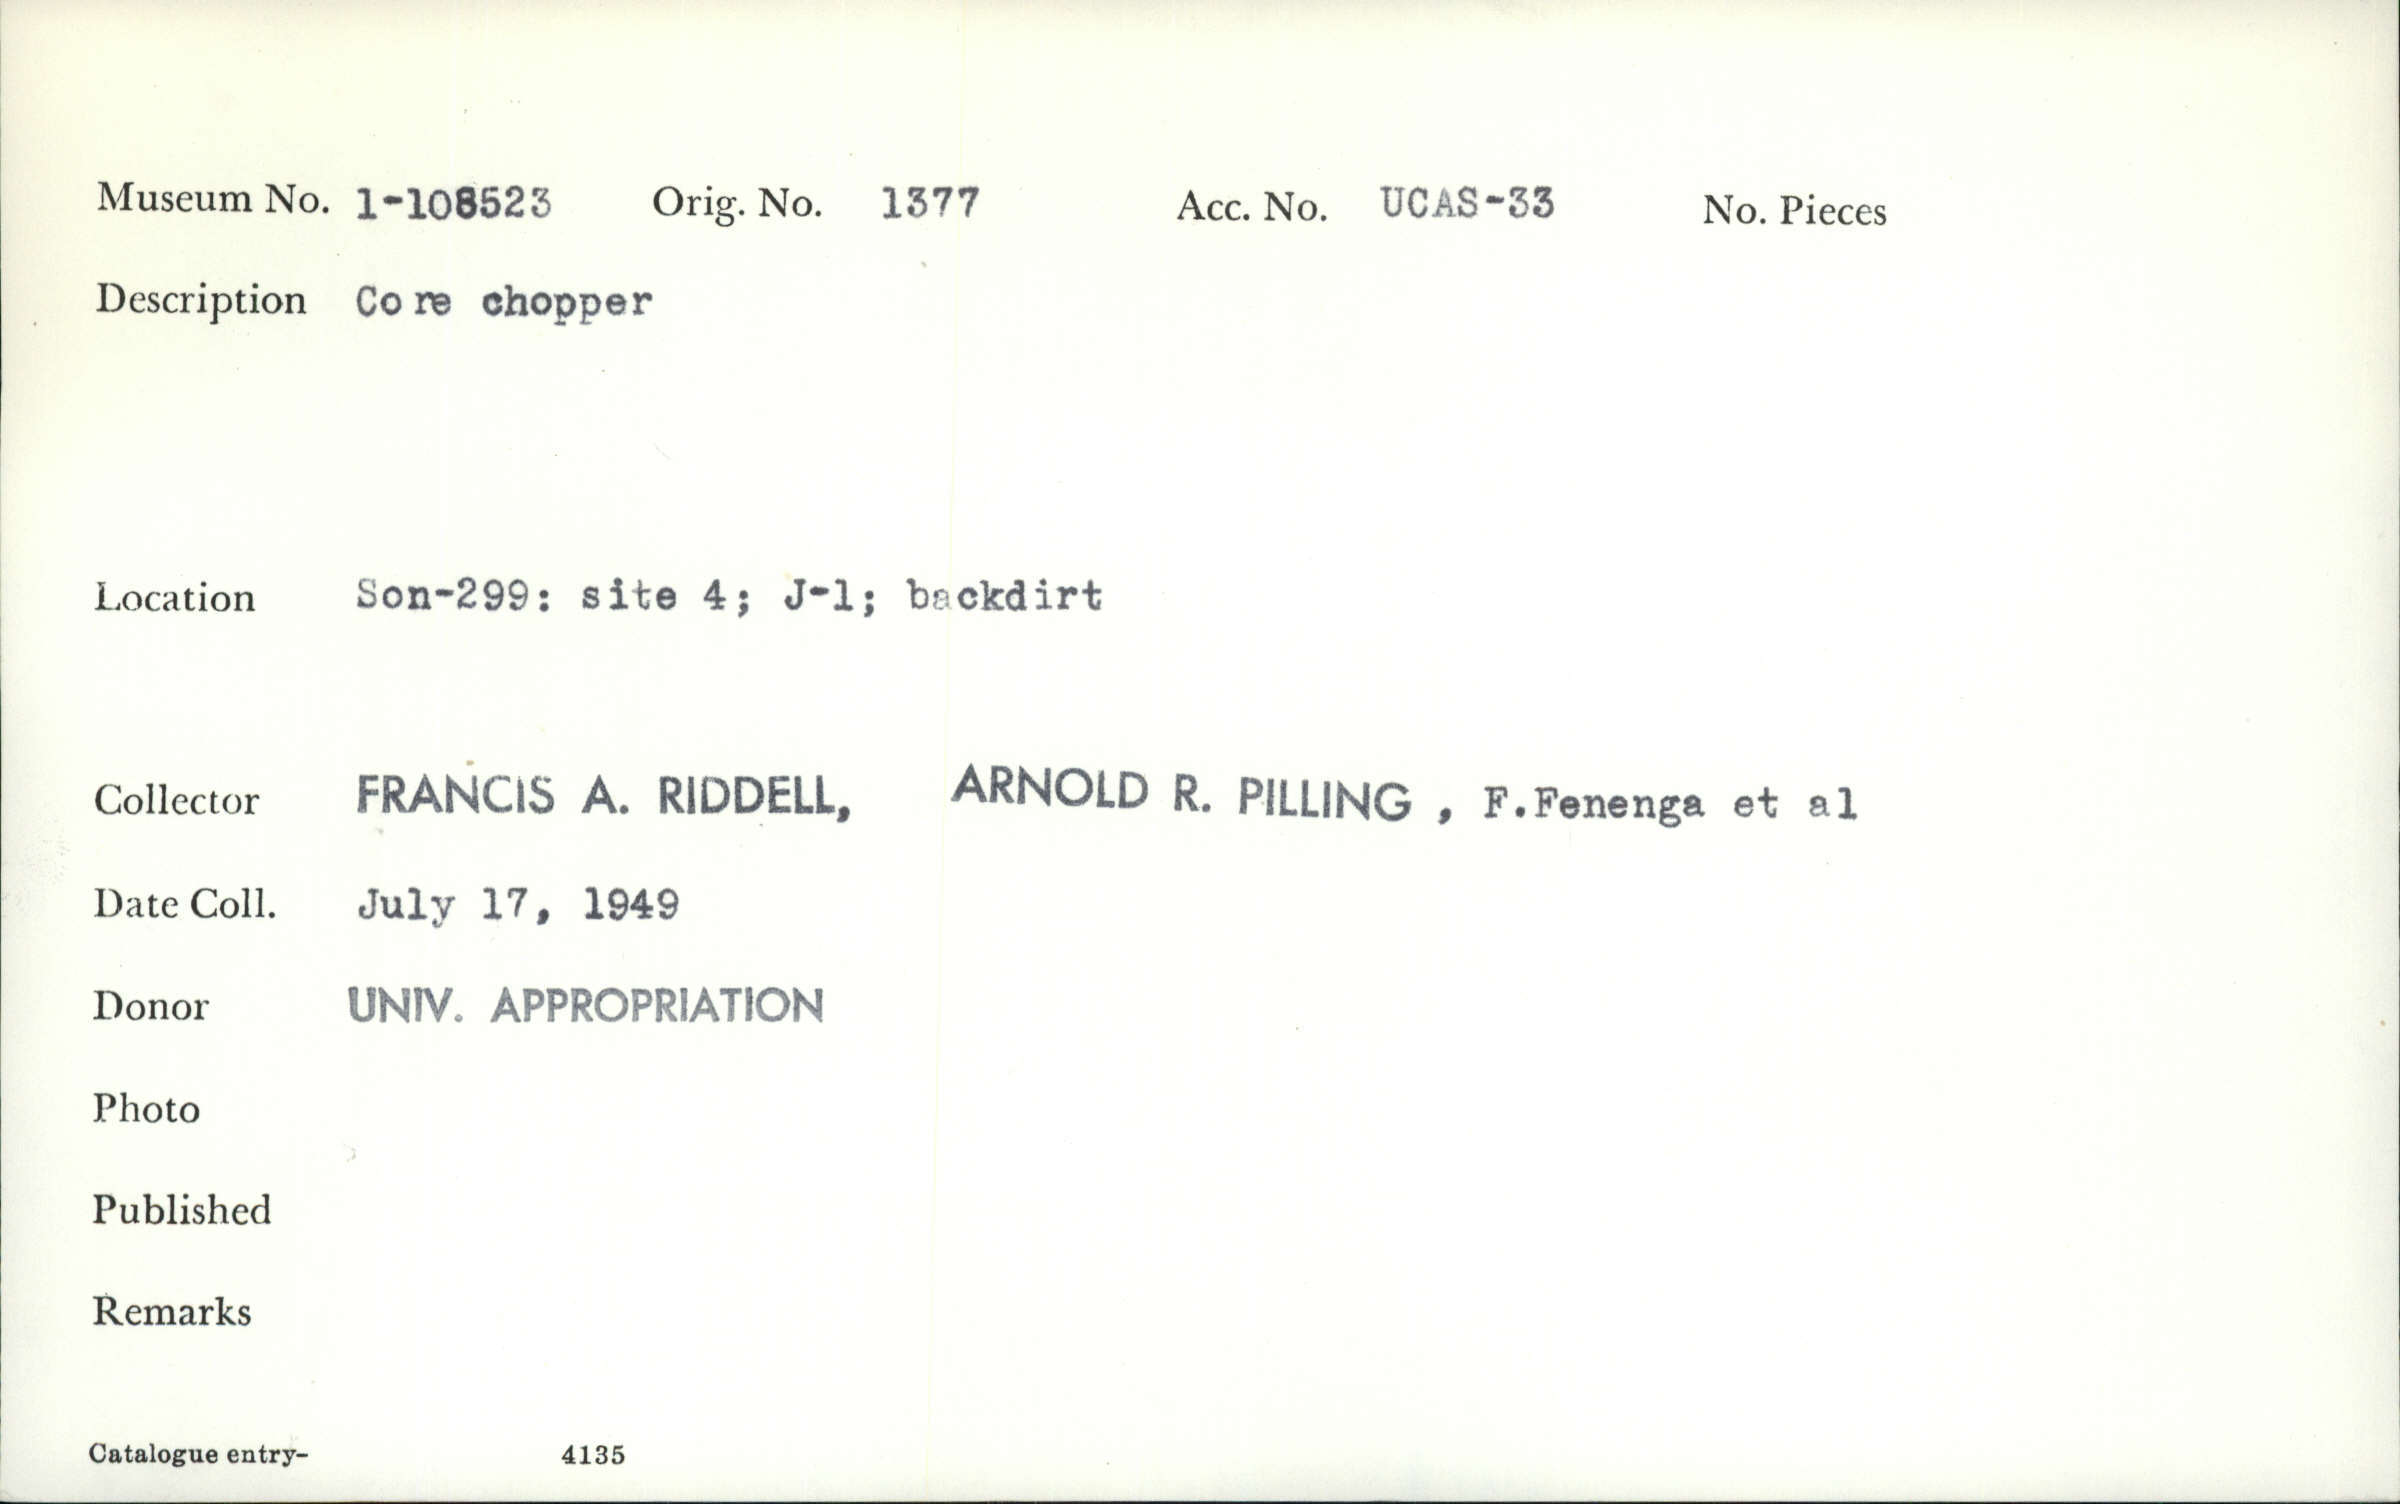 Museum No. 1-108523 Orig. No. 1377 Acc. No. UCAS-33 No. Pieces
Description Core chopper
Location Son-299: site 4; J-1; backdirt
Collector FRANCIS A. RIDDELL, ARNOLD R. PILLING , F.Fenenga et al
Date Coll. July 17, 1949
Donor UNIV. APPROPRIATION
Photo
Published
Remarks
Catalogue entry- 4135